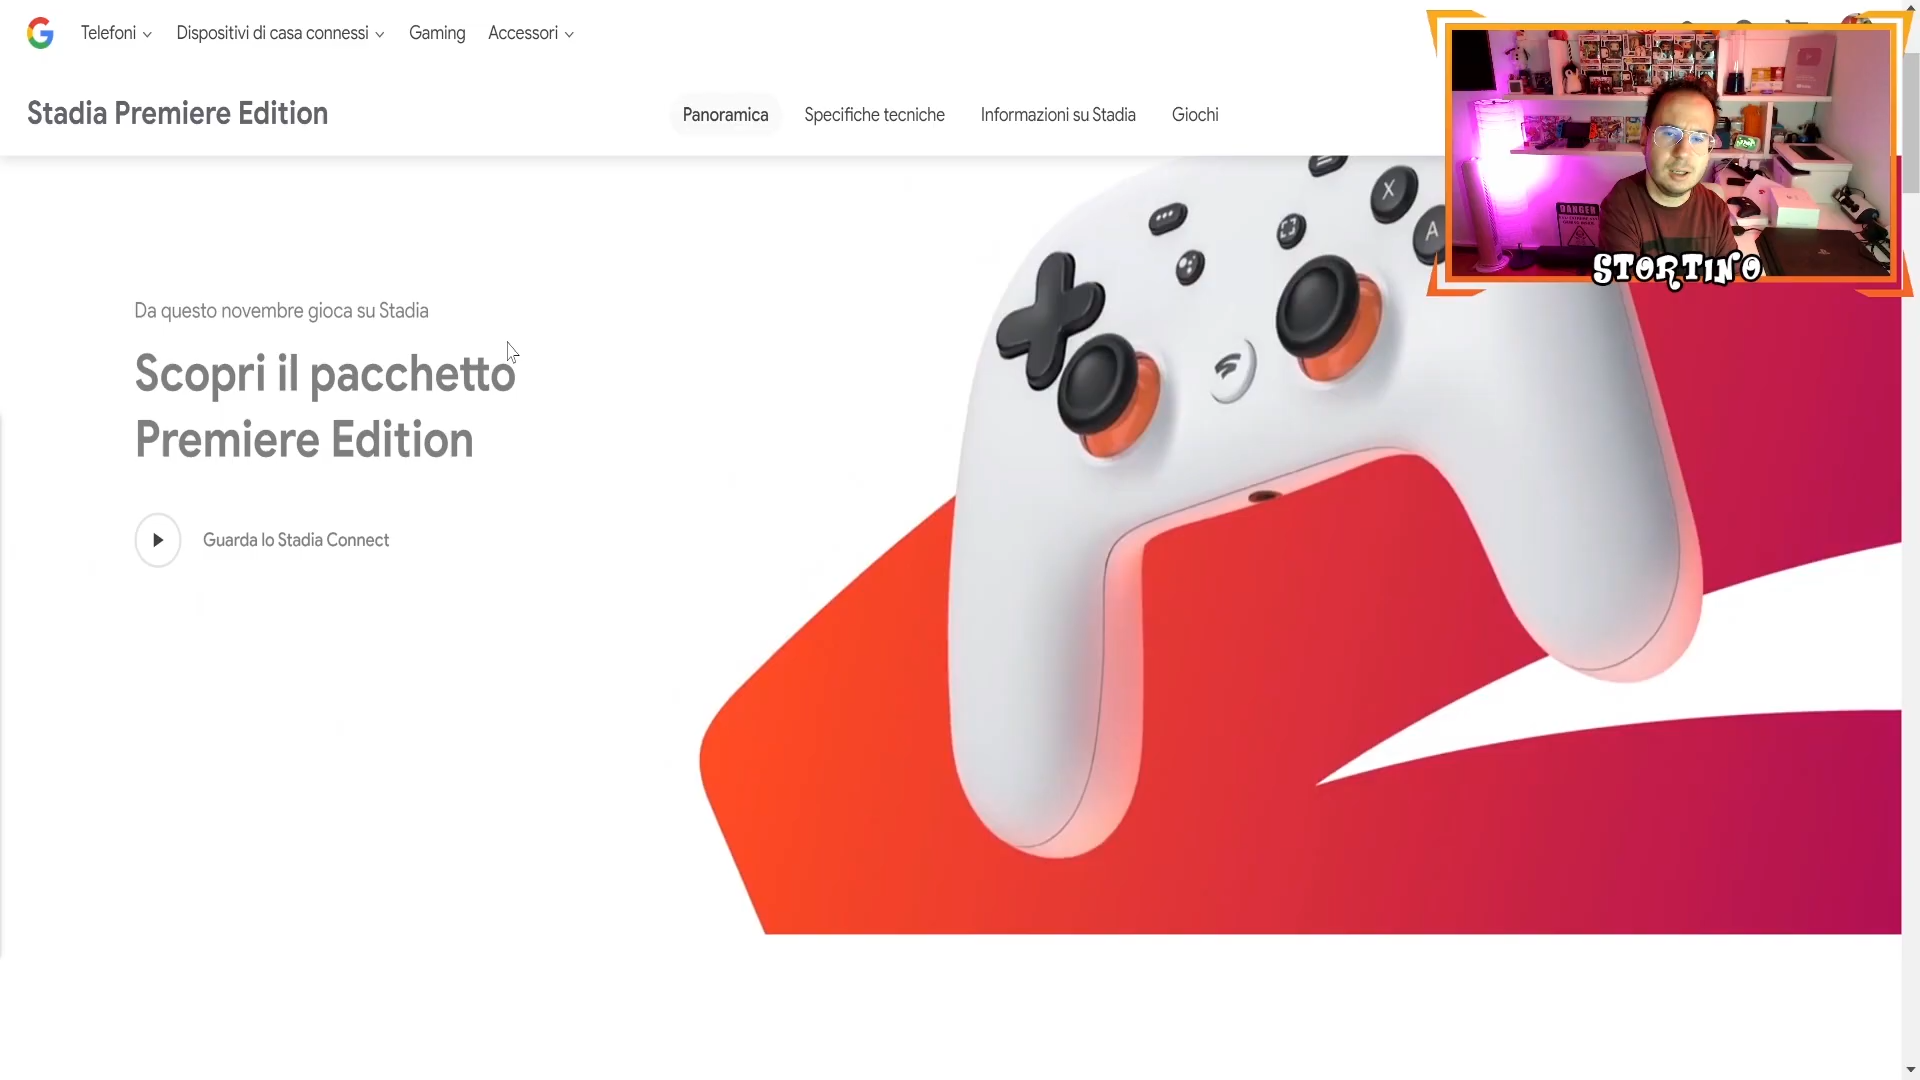 Telefoni
Dispositivi di casa connessi
Gaming
Accessori
Stadia Premiere Edition
Panoramica
Specifiche tecniche
Informazioni su Stadia
Giochi
X
A
DANGER
STORTINO
Da questo novembre gioca su Stadia
Scopri il pacchetto
Premiere Edition
Guarda lo Stadia Connect